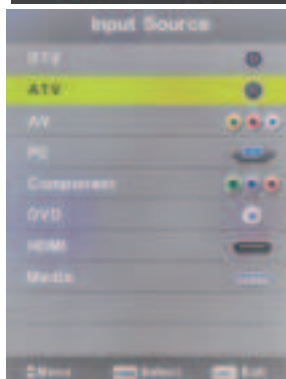 Input Source
DTV
ATV
AV
PC
Component
DVD
HDMI
Media
Move Select Exit